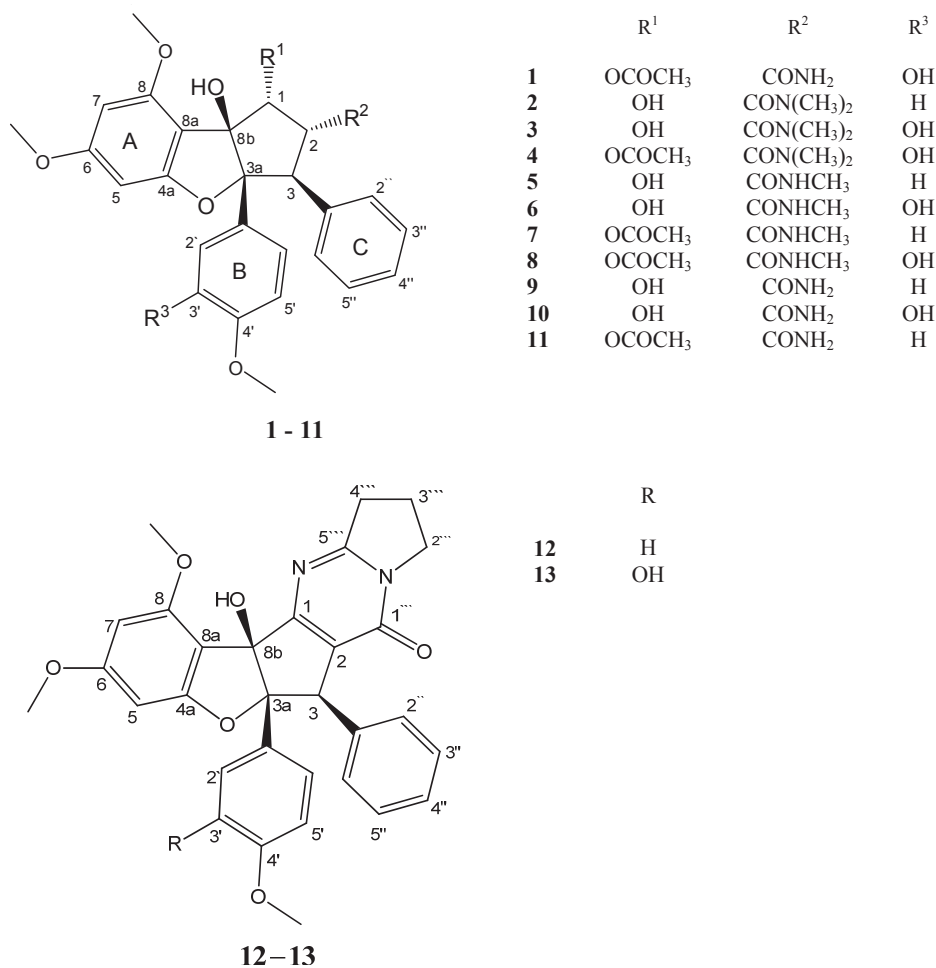 R¹ R² R³
1 OCOCH₃ CONH₂ OH
2 OH CON(CH₃)₂ H
3 OH CON(CH₃)₂ OH
4 OCOCH₃ CON(CH₃)₂ OH
5 OH CONHCH₃ H
6 OH CONHCH₃ OH
7 OCOCH₃ CONHCH₃ H
8 OCOCH₃ CONHCH₃ OH
9 OH CONH₂ H
10 OH CONH₂ OH
11 OCOCH₃ CONH₂ H
O
R¹
8
HO
1
R²
7
A
8a
8b
2
O
6
3a
3
5
4a
O
2``
2`
C
3''
B
4''
R³
3'
5'
5''
4'
O
1 - 11
R
12 H
13 OH
4```
3```
O
5```
2```
N
N
8
HO
1
1```
7
8a
8b
2
O
O
6
3a
3
5
4a
O
2``
2`
3''
4''
R
3'
5'
5''
4'
O
12–13